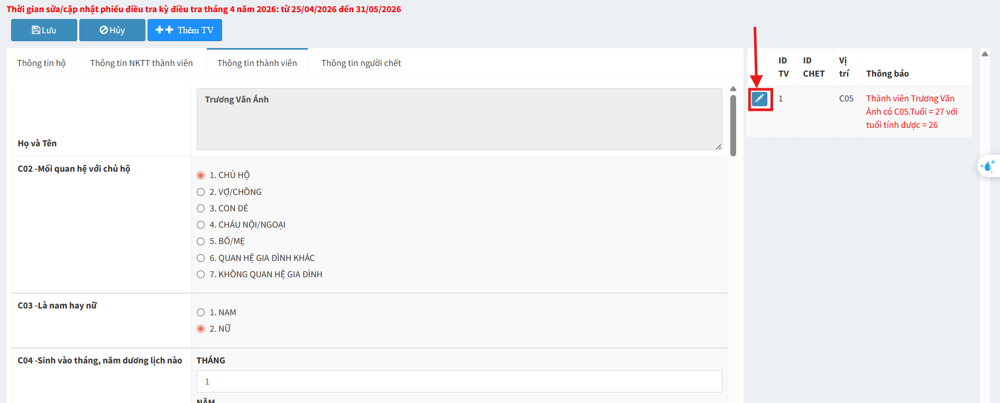 Thời gian sửa/cập nhật phiếu điều tra kỳ điều tra tháng 4 năm 2026: từ 25/04/2026 đến 31/05/2026
Lưu
Hủy
Thêm TV
Thông tin hộ
Thông tin NKTT thành viên
Thông tin thành viên
Thông tin người chết
Họ và Tên
Trương Văn Ánh
C02 -Mối quan hệ với chủ hộ
1. CHỦ HỘ
2. VỢ/CHỒNG
3. CON ĐẺ
4. CHÁU NỘI/NGOẠI
5. BỐ/MẸ
6. QUAN HỆ GIA ĐÌNH KHÁC
7. KHÔNG QUAN HỆ GIA ĐÌNH
C03 -Là nam hay nữ
1. NAM
2. NỮ
C04 -Sinh vào tháng, năm dương lịch nào
THÁNG
1
NĂM
ID
TV
ID
CHET
Vị
trí
Thông báo
1
C05
Thành viên Trương Văn
Ánh có C05.Tuổi = 27 với
tuổi tính được = 26